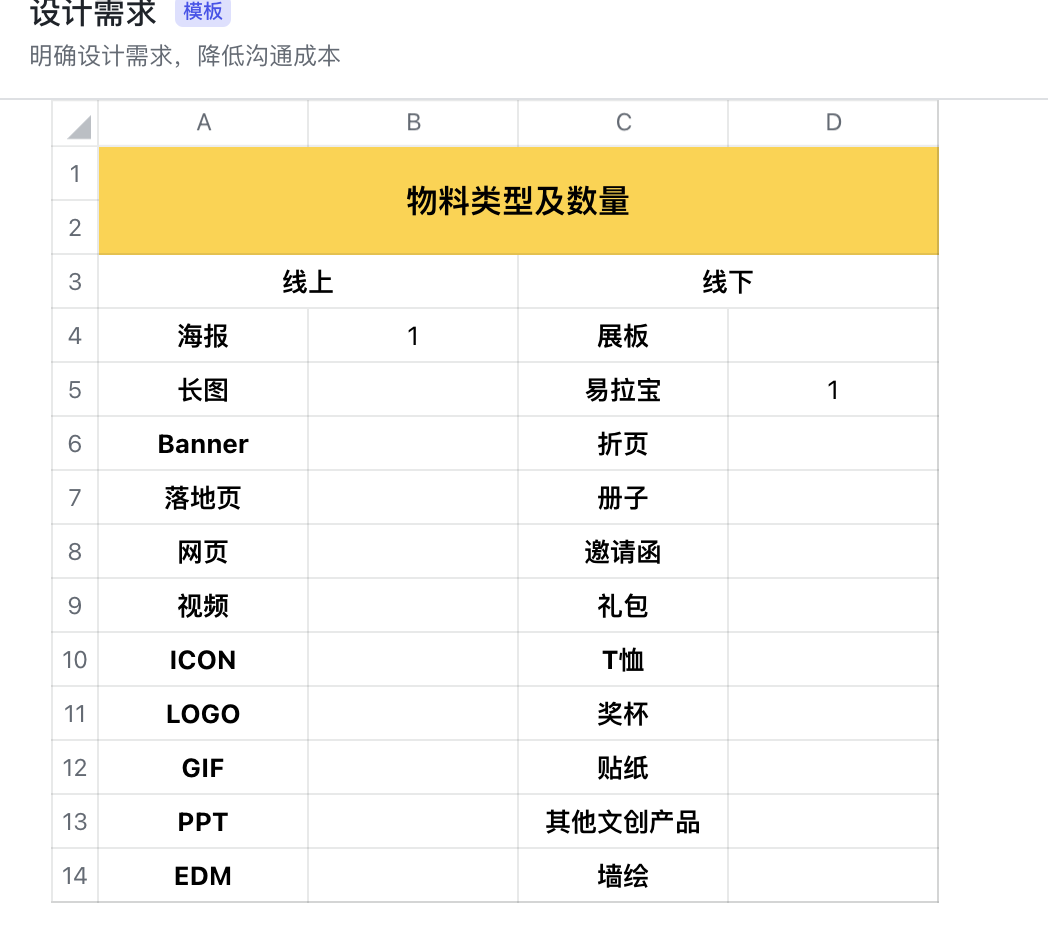 设计需求 模板
明确设计需求，降低沟通成本
A B C D
1
物料类型及数量
2
3 线上 线下
4 海报 1 展板
5 长图 易拉宝 1
6 Banner 折页
7 落地页 册子
8 网页 邀请函
9 视频 礼包
10 ICON T恤
11 LOGO 奖杯
12 GIF 贴纸
13 PPT 其他文创产品
14 EDM 墙绘